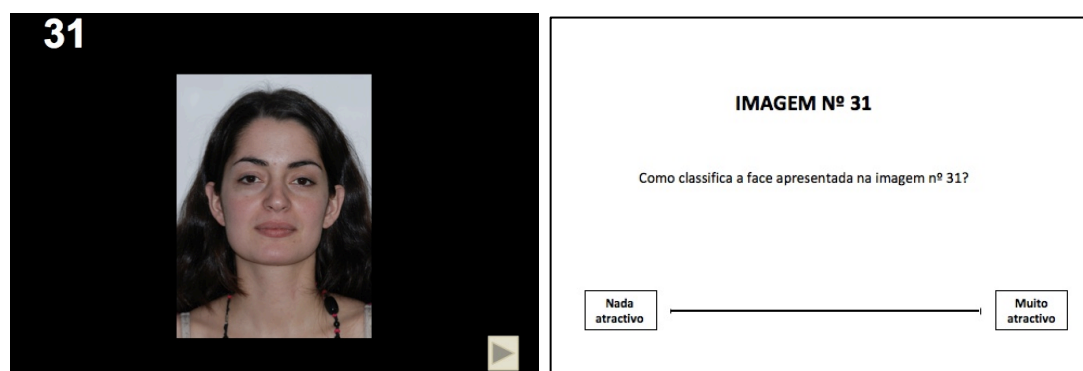 31
IMAGEM Nº 31
Como classifica a face apresentada na imagem nº 31?
Nada
atractivo
Muito
atractivo